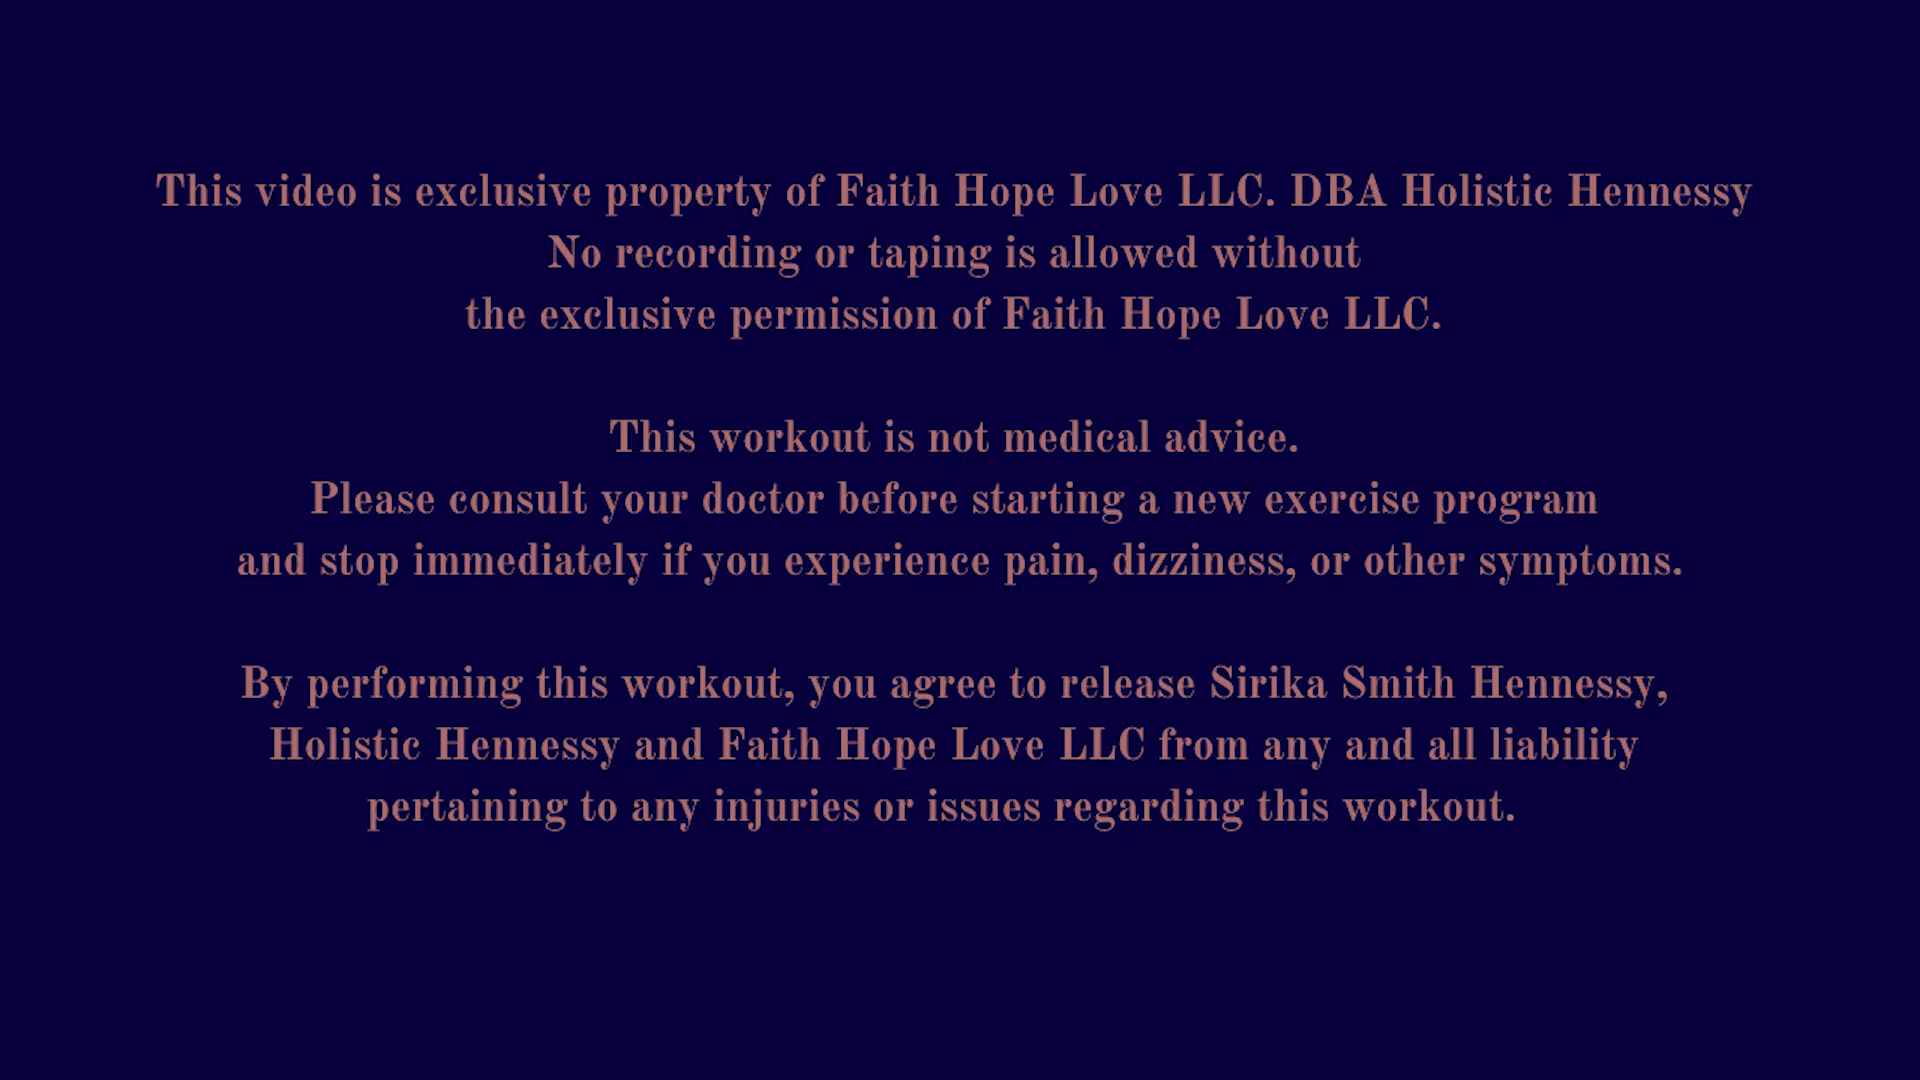 This video is exclusive property of Faith Hope Love LLC. DBA Holistic Hennessy
No recording or taping is allowed without
the exclusive permission of Faith Hope Love LLC.
This workout is not medical advice.
Please consult your doctor before starting a new exercise program
and stop immediately if you experience pain, dizziness, or other symptoms.
By performing this workout, you agree to release Sirika Smith Hennessy,
Holistic Hennessy and Faith Hope Love LLC from any and all liability
pertaining to any injuries or issues regarding this workout.